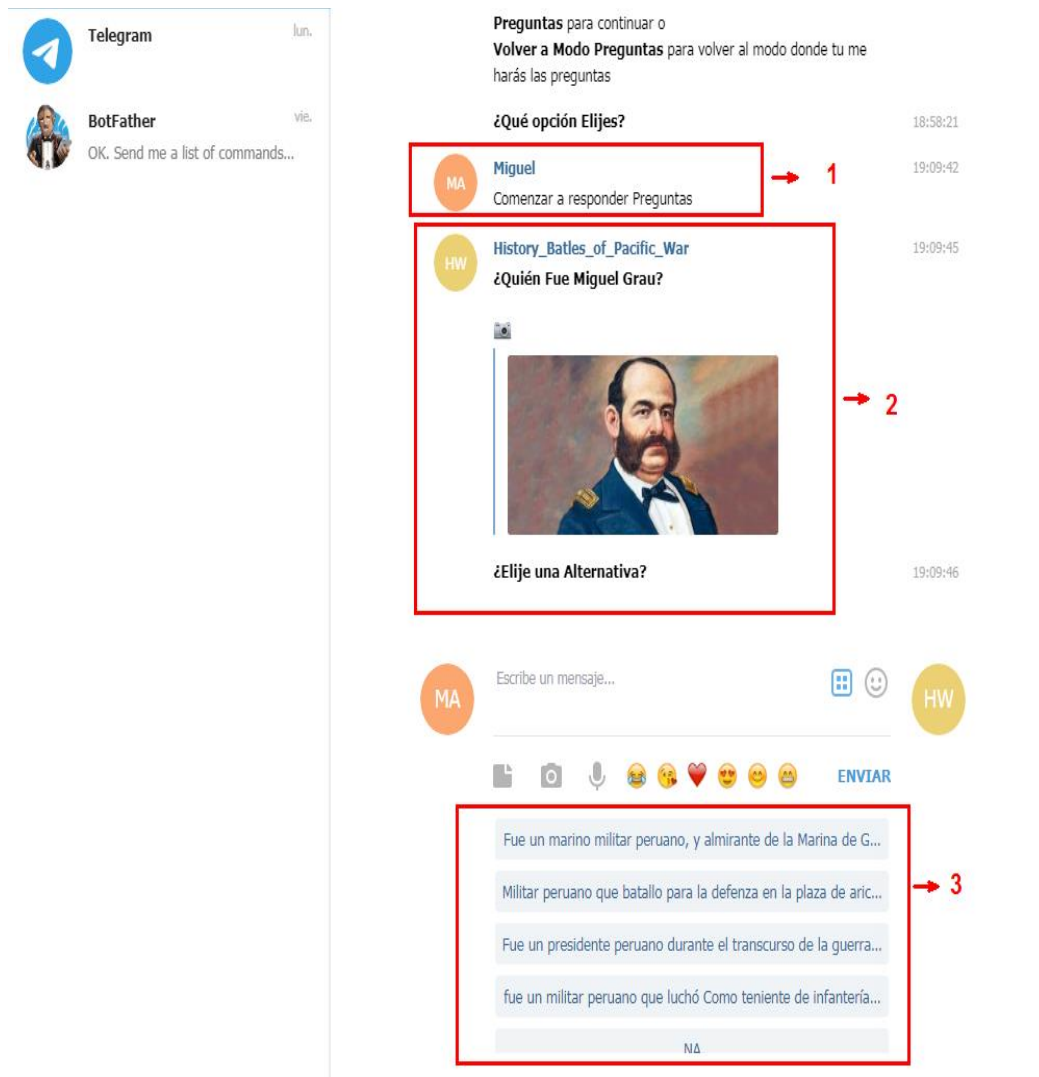 Telegram
lun.
BotFather
vie.
OK. Send me a list of commands...
Preguntas para continuar o
Volver a Modo Preguntas para volver al modo donde tu me
harás las preguntas
¿Qué opción Elijes?
18:58:21
MA
Miguel
19:09:42
Comenzar a responder Preguntas
1
HW
History_Batles_of_Pacific_War
19:09:45
¿Quién Fue Miguel Grau?
2
¿Elije una Alternativa?
19:09:46
MA
Escribe un mensaje...
HW
ENVIAR
Fue un marino militar peruano, y almirante de la Marina de G...
Militar peruano que batallo para la defenza en la plaza de aric...
3
Fue un presidente peruano durante el transcurso de la guerra...
fue un militar peruano que luchó Como teniente de infantería...
NA